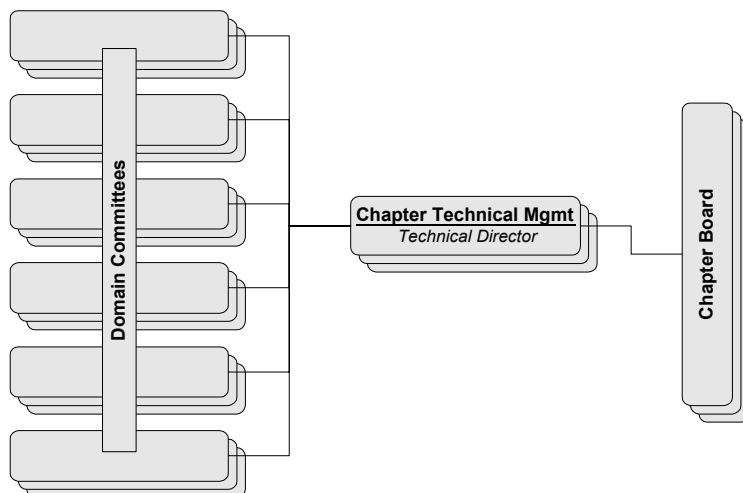 Domain Committees
Chapter Technical Mgmt
Technical Director
Chapter Board